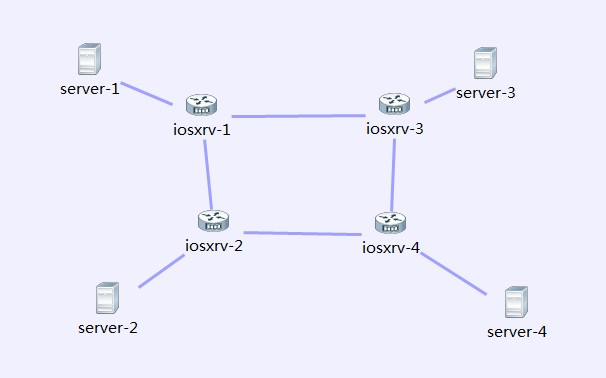 server-1
server-3
iosxrv-1
iosxrv-3
iosxrv-2
iosxrv-4
server-2
server-4